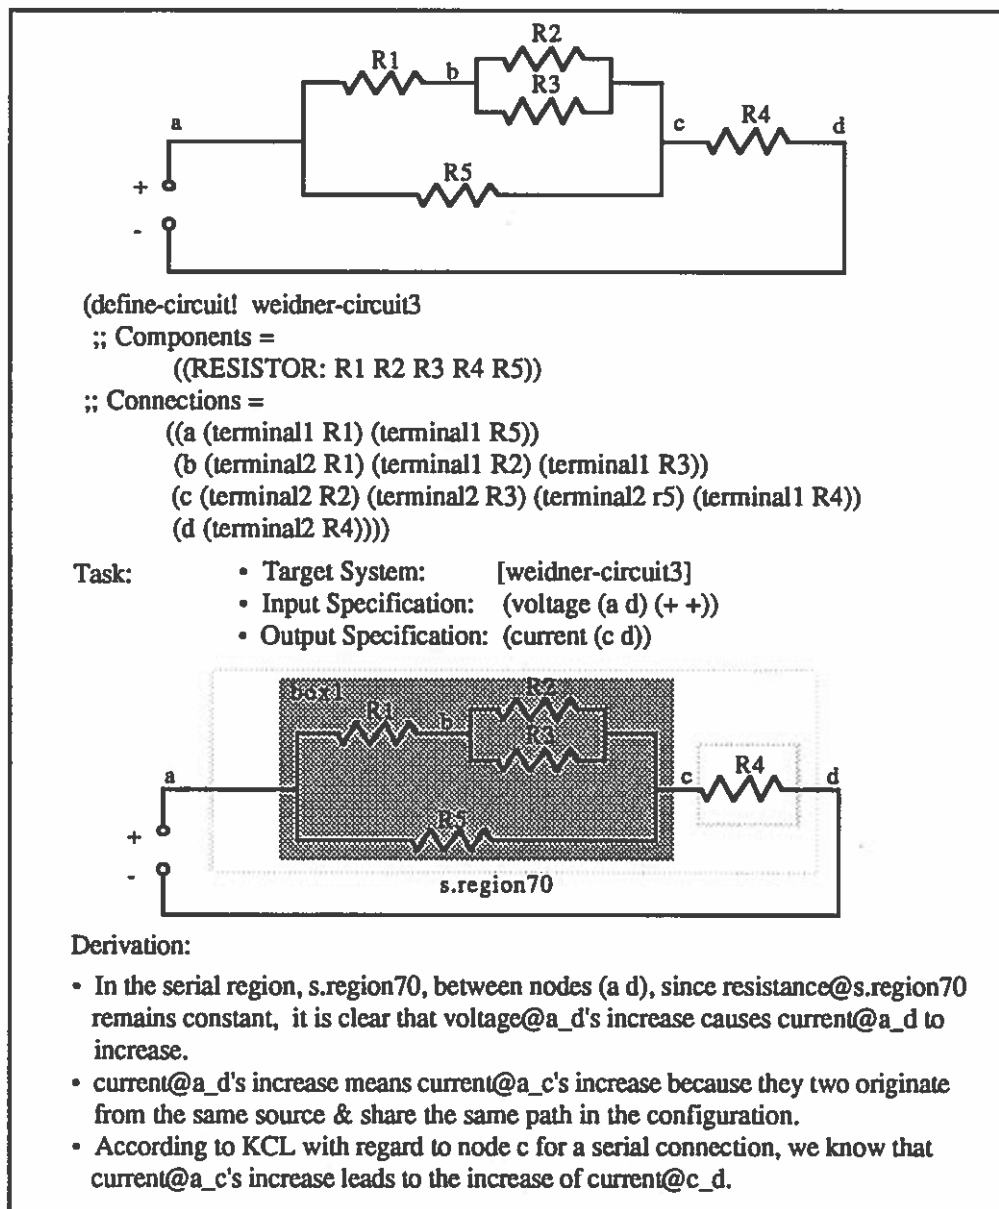 R2
R1
b
R3
a
c
R4
d
R5
+
-
(define-circuit! weidner-circuit3
;; Components =
((RESISTOR: R1 R2 R3 R4 R5))
;; Connections =
((a (terminal1 R1) (terminal1 R5))
(b (terminal2 R1) (terminal1 R2) (terminal1 R3))
(c (terminal2 R2) (terminal2 R3) (terminal2 r5) (terminal1 R4))
(d (terminal2 R4))))
Task:
• Target System: [weidner-circuit3]
• Input Specification: (voltage (a d) (+ +))
• Output Specification: (current (c d))
box1
R2
R1
b
R3
a
c
R4
d
R5
+
-
s.region70
Derivation:
• In the serial region, s.region70, between nodes (a d), since resistance@s.region70
remains constant, it is clear that voltage@a_d's increase causes current@a_d to
increase.
• current@a_d's increase means current@a_c's increase because they two originate
from the same source & share the same path in the configuration.
• According to KCL with regard to node c for a serial connection, we know that
current@a_c's increase leads to the increase of current@c_d.